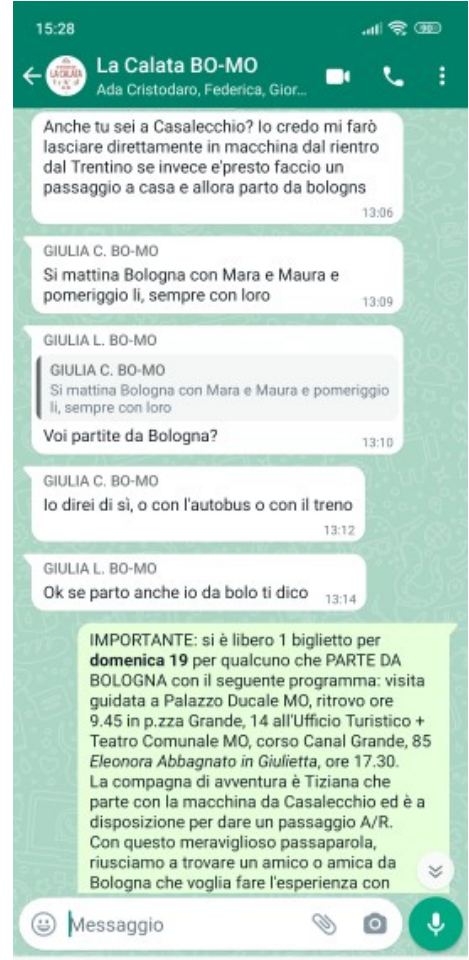 15:28
La Calata BO-MO
Ada Cristodaro, Federica, Gior...
Anche tu sei a Casalecchio? Io credo mi farò
lasciare direttamente in macchina dal rientro
dal Trentino se invece e'presto faccio un
passaggio a casa e allora parto da bologns
13:06
GIULIA C. BO-MO
Si mattina Bologna con Mara e Maura e
pomeriggio li, sempre con loro
13:09
GIULIA L. BO-MO
GIULIA C. BO-MO
Si mattina Bologna con Mara e Maura e pomeriggio
li, sempre con loro
Voi partite da Bologna?
13:10
GIULIA C. BO-MO
Io direi di sì, o con l'autobus o con il treno
13:12
GIULIA L. BO-MO
Ok se parto anche io da bolo ti dico
13:14
IMPORTANTE: si è libero 1 biglietto per
domenica 19 per qualcuno che PARTE DA
BOLOGNA con il seguente programma: visita
guidata a Palazzo Ducale MO, ritrovo ore
9.45 in p.zza Grande, 14 all'Ufficio Turistico +
Teatro Comunale MO, corso Canal Grande, 85
Eleonora Abbagnato in Giulietta, ore 17.30.
La compagna di avventura è Tiziana che
parte con la macchina da Casalecchio ed è a
disposizione per dare un passaggio A/R.
Con questo meraviglioso passaparola,
riusciamo a trovare un amico o amica da
Bologna che voglia fare l'esperienza con
Messaggio